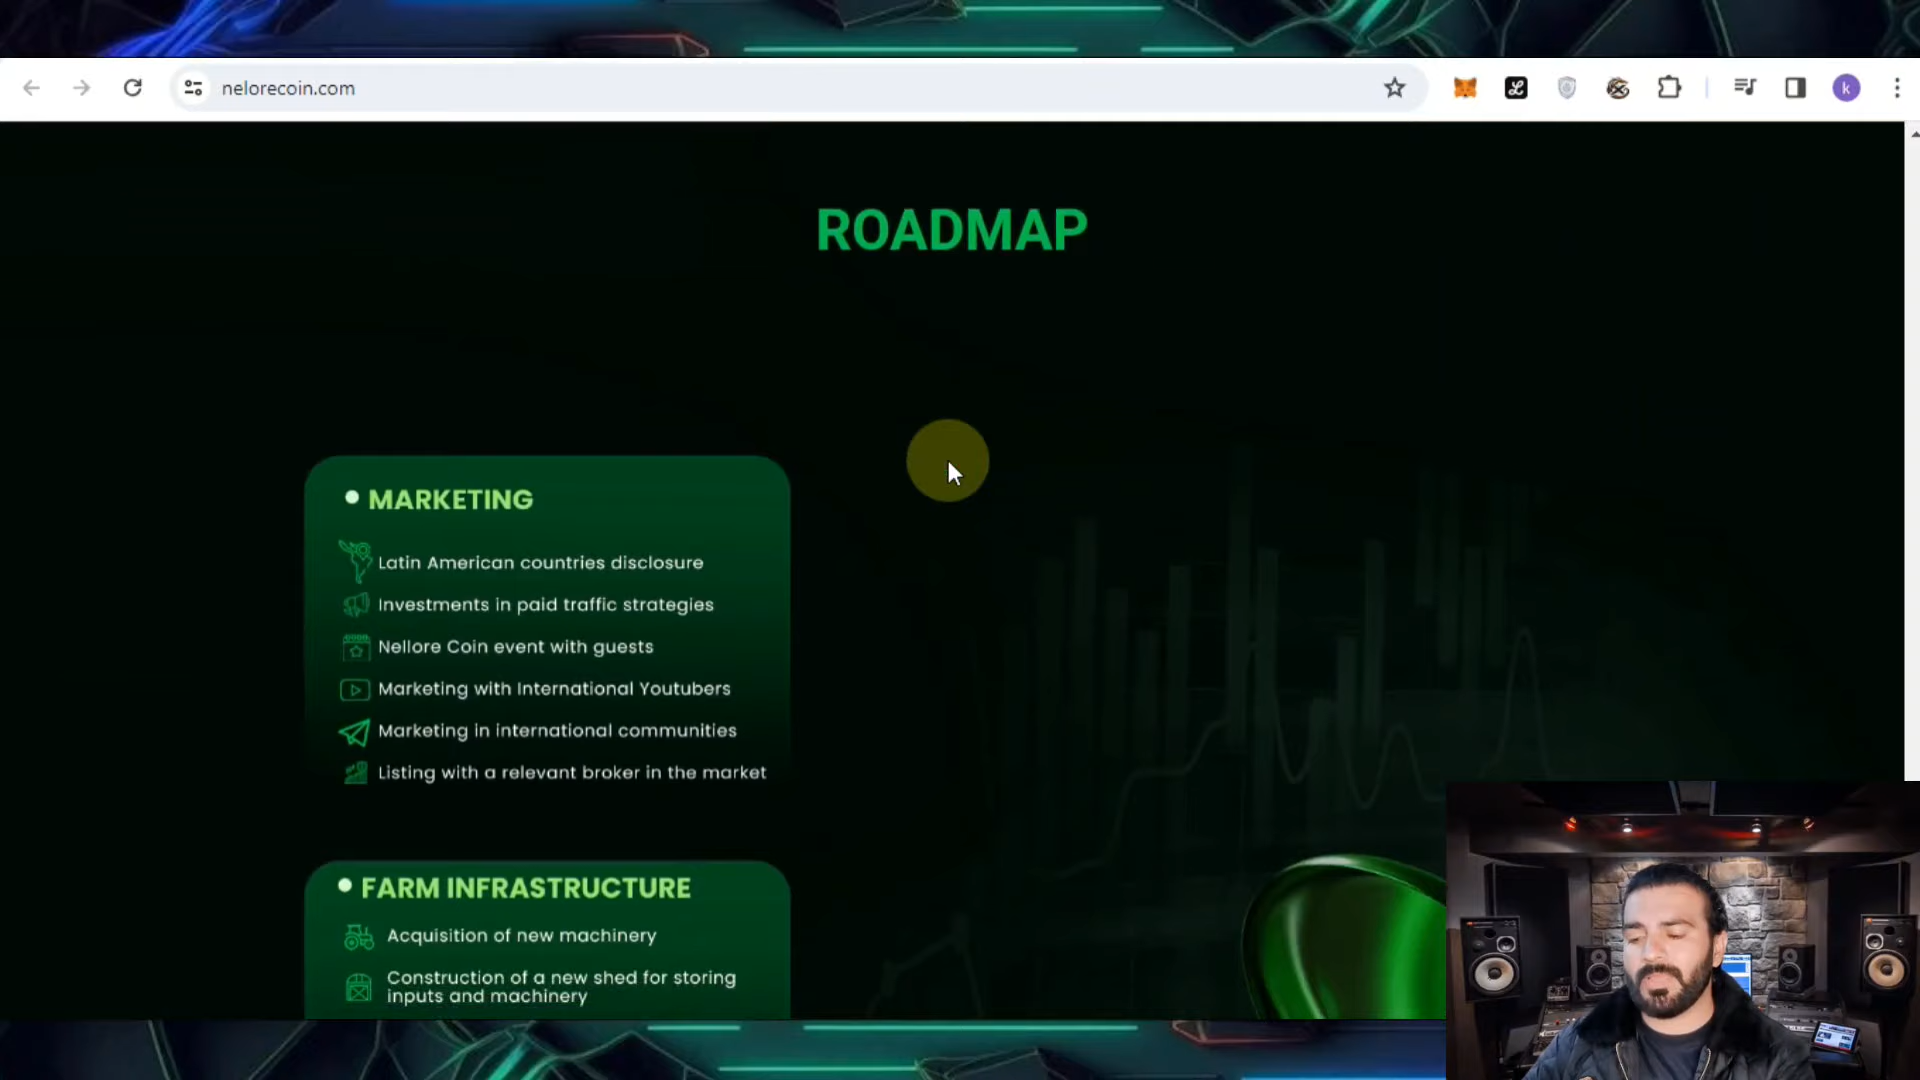 nelorecoin.com
k
ROADMAP
MARKETING
Latin American countries disclosure
Investments in paid traffic strategies
Nellore Coin event with guests
Marketing with International Youtubers
Marketing in international communities
Listing with a relevant broker in the market
FARM INFRASTRUCTURE
Acquisition of new machinery
Construction of a new shed for storing
inputs and machinery